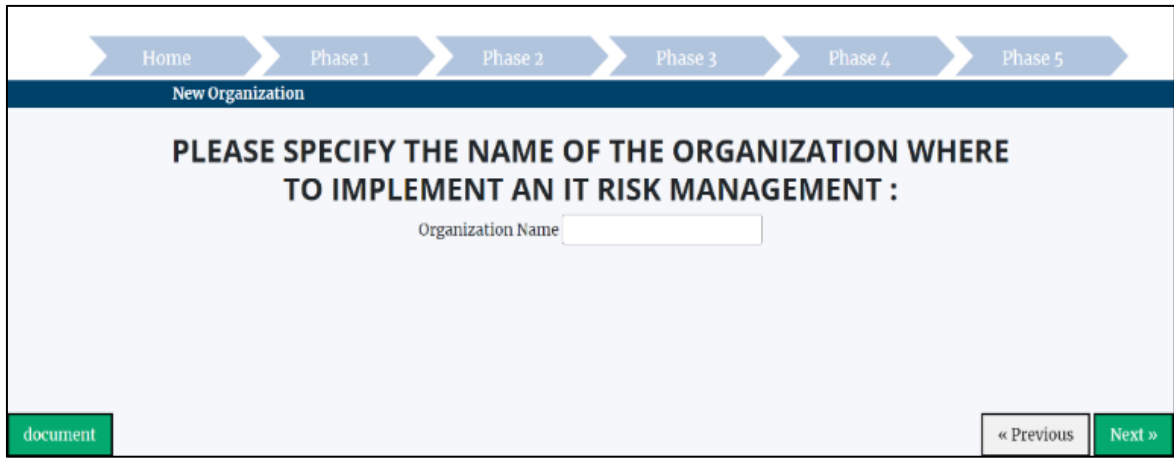 Home Phase 1 Phase 2 Phase 3 Phase 4 Phase 5
New Organization
PLEASE SPECIFY THE NAME OF THE ORGANIZATION WHERE
TO IMPLEMENT AN IT RISK MANAGEMENT :
Organization Name
document « Previous Next »